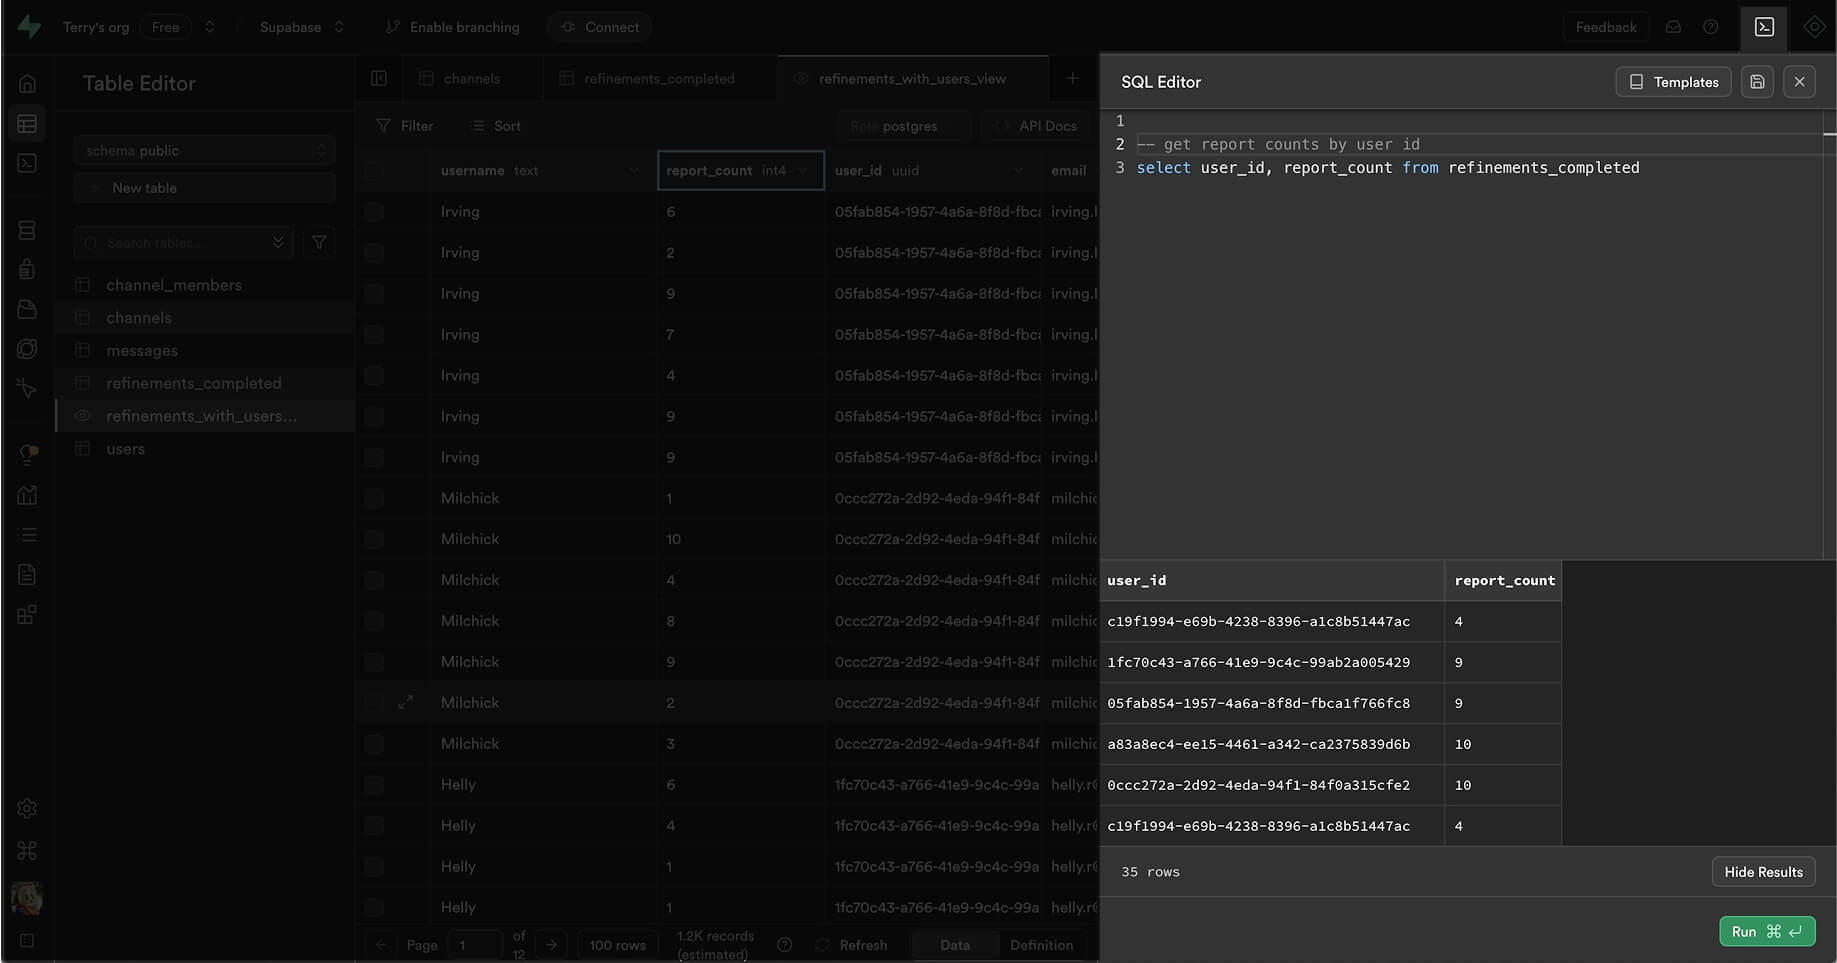 Terry's org Free / Supabase Enable branching Connect Feedback
Table Editor
channels refinements_completed refinements_with_users_view +
SQL Editor Templates
schema public
New table
Search tables...
channel_members
channels
messages
refinements_completed
refinements_with_users...
users
Filter Sort Role postgres API Docs
username text report_count int4 user_id uuid email
Irving 6 05fab854-1957-4a6a-8f8d-fbca irving.l
Irving 2 05fab854-1957-4a6a-8f8d-fbca irving.l
Irving 9 05fab854-1957-4a6a-8f8d-fbca irving.l
Irving 7 05fab854-1957-4a6a-8f8d-fbca irving.l
Irving 4 05fab854-1957-4a6a-8f8d-fbca irving.l
Irving 9 05fab854-1957-4a6a-8f8d-fbca irving.l
Irving 9 05fab854-1957-4a6a-8f8d-fbca irving.l
Milchick 1 0ccc272a-2d92-4eda-94f1-84f milchic
Milchick 10 0ccc272a-2d92-4eda-94f1-84f milchic
Milchick 4 0ccc272a-2d92-4eda-94f1-84f milchic
Milchick 8 0ccc272a-2d92-4eda-94f1-84f milchic
Milchick 9 0ccc272a-2d92-4eda-94f1-84f milchic
Milchick 2 0ccc272a-2d92-4eda-94f1-84f milchic
Milchick 3 0ccc272a-2d92-4eda-94f1-84f milchic
Helly 6 1fc70c43-a766-41e9-9c4c-99a helly.r
Helly 4 1fc70c43-a766-41e9-9c4c-99a helly.r
Helly 1 1fc70c43-a766-41e9-9c4c-99a helly.r
Helly 1 1fc70c43-a766-41e9-9c4c-99a helly.r
Page 1 of 12 100 rows 1.2K records (estimated) Refresh Data Definition
1
2 -- get report counts by user id
3 select user_id, report_count from refinements_completed
user_id report_count
c19f1994-e69b-4238-8396-a1c8b51447ac 4
1fc70c43-a766-41e9-9c4c-99ab2a005429 9
05fab854-1957-4a6a-8f8d-fbca1f766fc8 9
a83a8ec4-ee15-4461-a342-ca2375839d6b 10
0ccc272a-2d92-4eda-94f1-84f0a315cfe2 10
c19f1994-e69b-4238-8396-a1c8b51447ac 4
35 rows Hide Results
Run ⌘ ↵